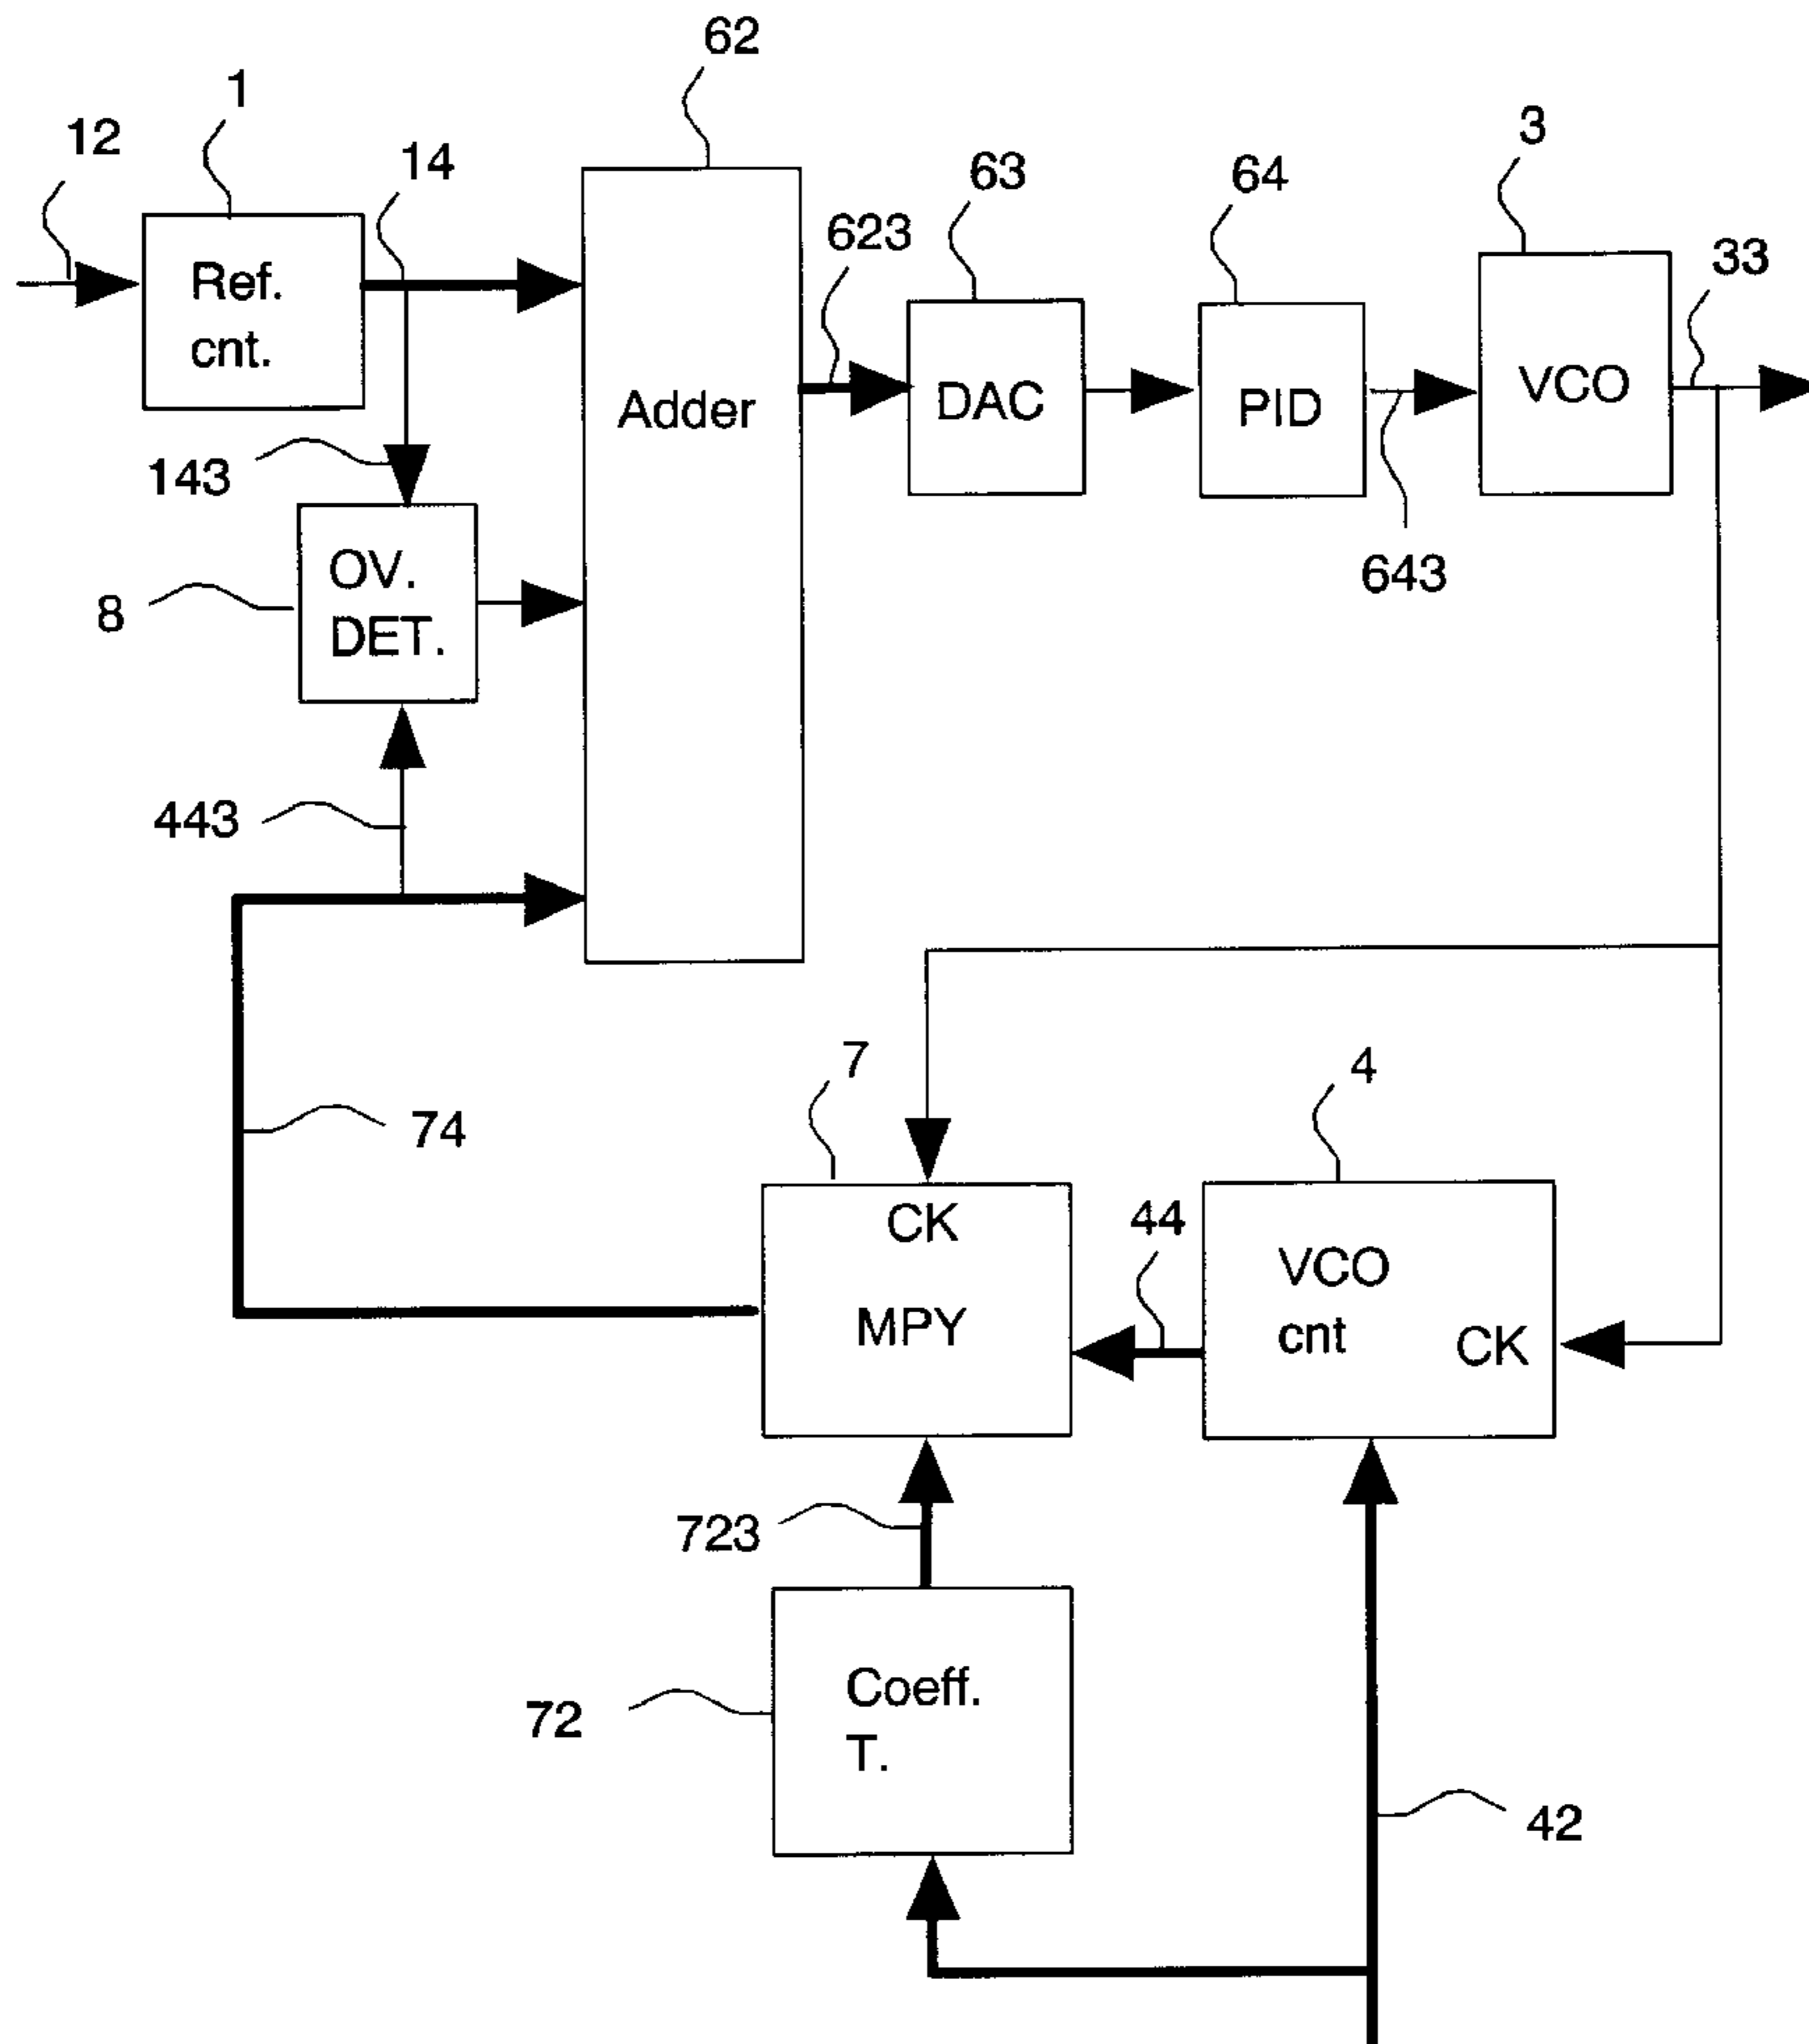 62
1
12
14
63
64
3
623
33
Ref.
cnt.
Adder
DAC
PID
VCO
143
643
OV.
DET.
8
443
7
4
74
44
CK
MPY
VCO
cnt
CK
723
72
Coeff.
T.
42